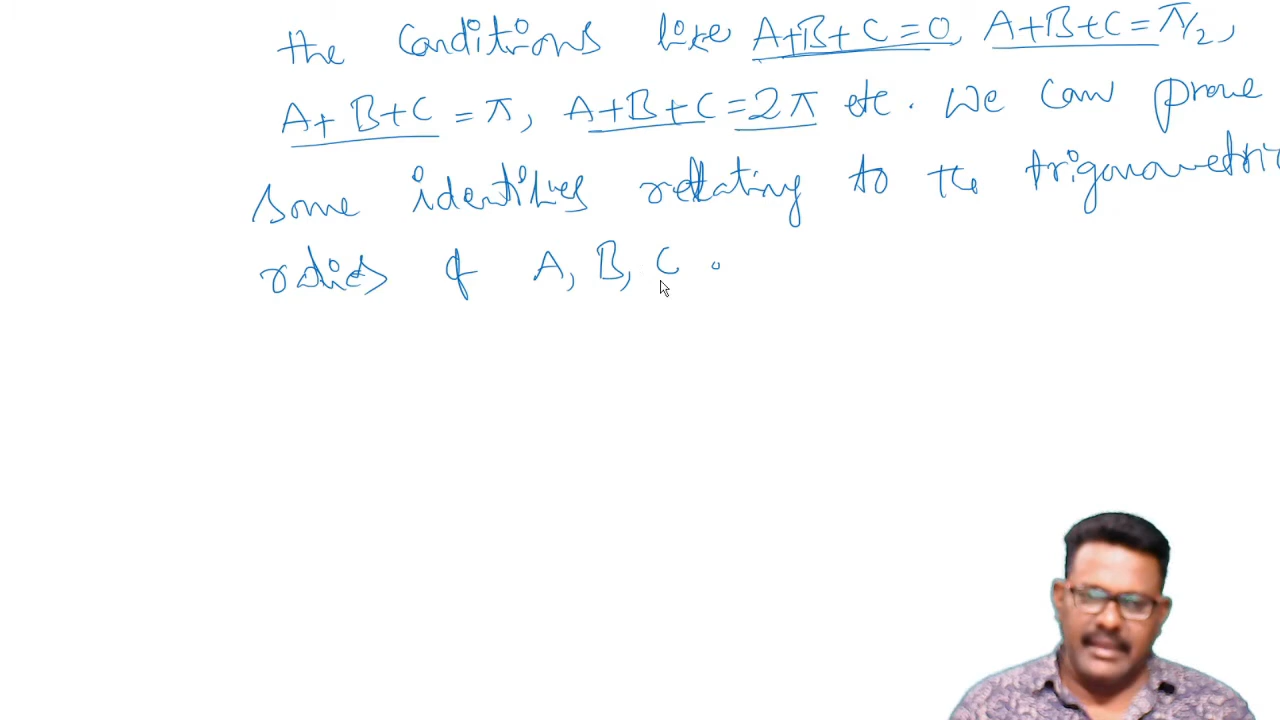 the conditions like A+B+C=0, A+B+C=π/2,
A+B+C=π, A+B+C=2π etc. We can prove
some identities relating to the trigonometric
ratios of A, B, C.